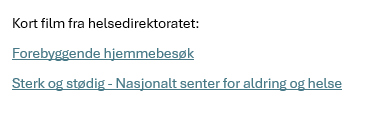 Kort film fra helsedirektoratet:
Forebyggende hjemmebesøk
Sterk og stødig - Nasjonalt senter for aldring og helse